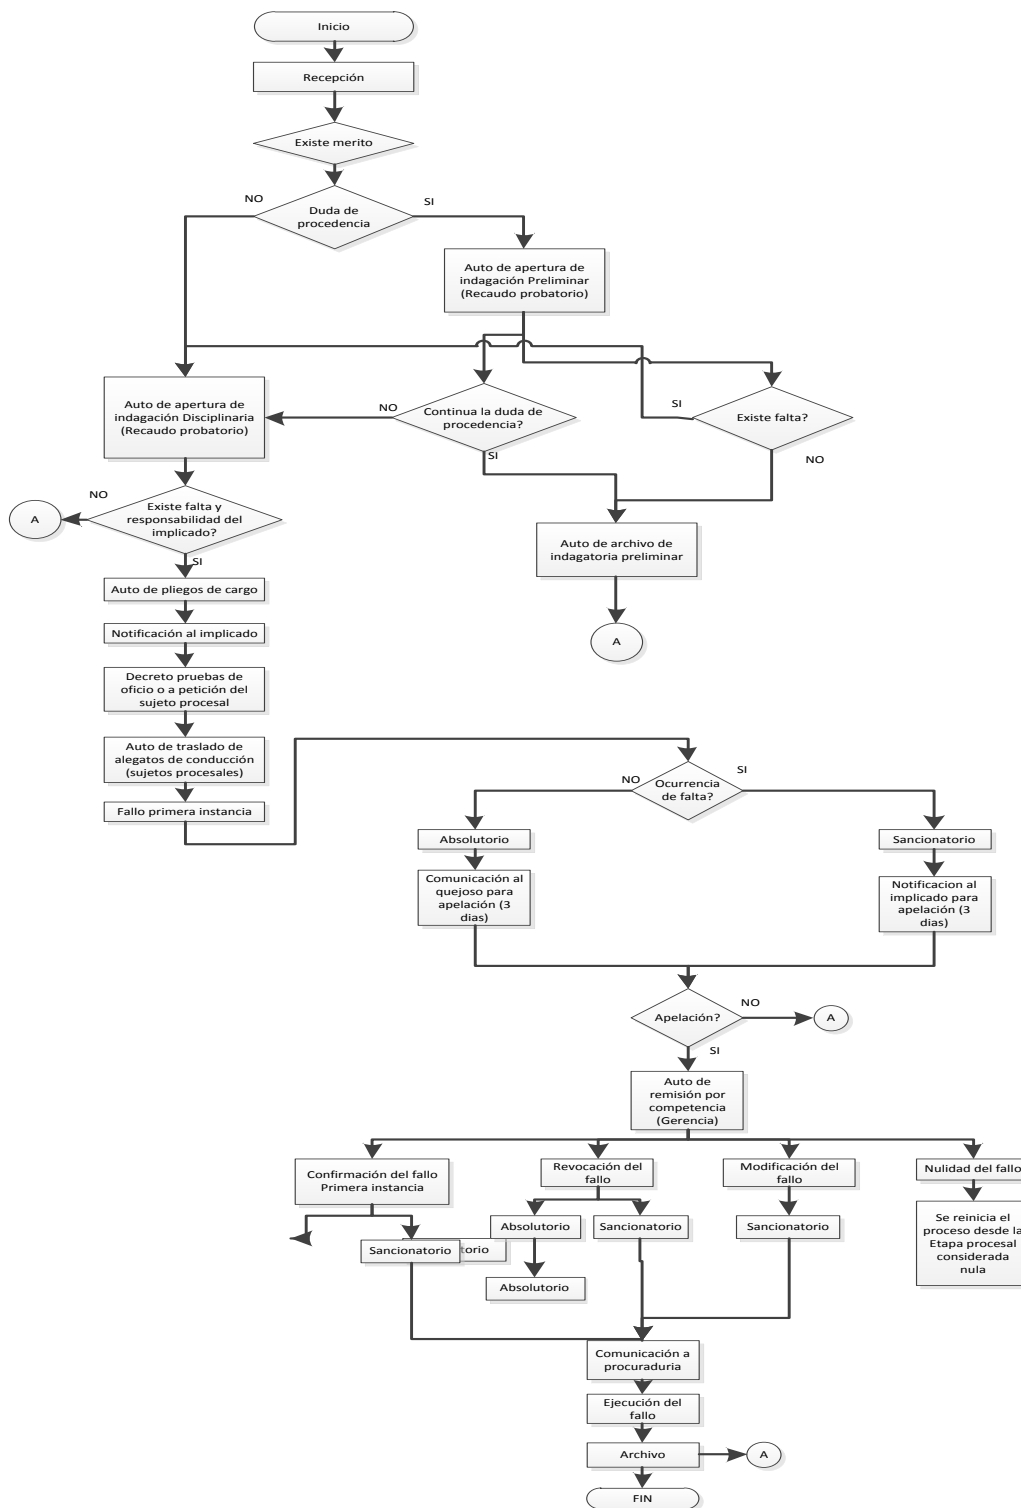 Inicio
Recepción
Existe merito
NO
SI
Duda de
procedencia
Auto de apertura de
indagación Preliminar
(Recaudo probatorio)
Auto de apertura de
indagación Disciplinaria
(Recaudo probatorio)
NO
Continua la duda de
procedencia?
SI
SI
Existe falta?
NO
NO
A
Existe falta y
responsabilidad del
implicado?
SI
Auto de archivo de
indagatoria preliminar
A
Auto de pliegos de cargo
Notificación al implicado
Decreto pruebas de
oficio o a petición del
sujeto procesal
Auto de traslado de
alegatos de conducción
(sujetos procesales)
Fallo primera instancia
NO
Ocurrencia
de falta?
SI
Absolutorio
Sancionatorio
Comunicación al
quejoso para
apelación (3
dias)
Notificacion al
implicado para
apelación (3
dias)
Apelación?
NO
A
SI
Auto de
remisión por
competencia
(Gerencia)
Confirmación del fallo
Primera instancia
Revocación del
fallo
Modificación del
fallo
Nulidad del fallo
Sancionatorio
torio
Absolutorio
Sancionatorio
Sancionatorio
Se reinicia el
proceso desde la
Etapa procesal
considerada
nula
Absolutorio
Comunicación a
procuraduria
Ejecución del
fallo
Archivo
A
FIN